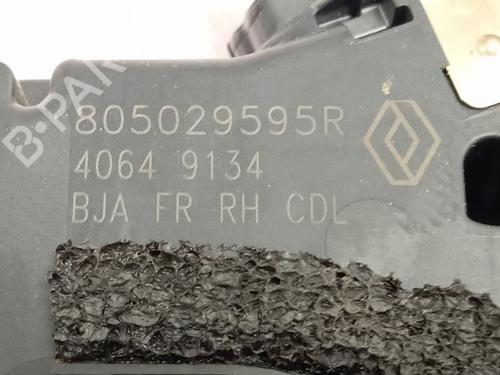 B-PARTS
805029595R
4064 9134
BJA FR RH CDL